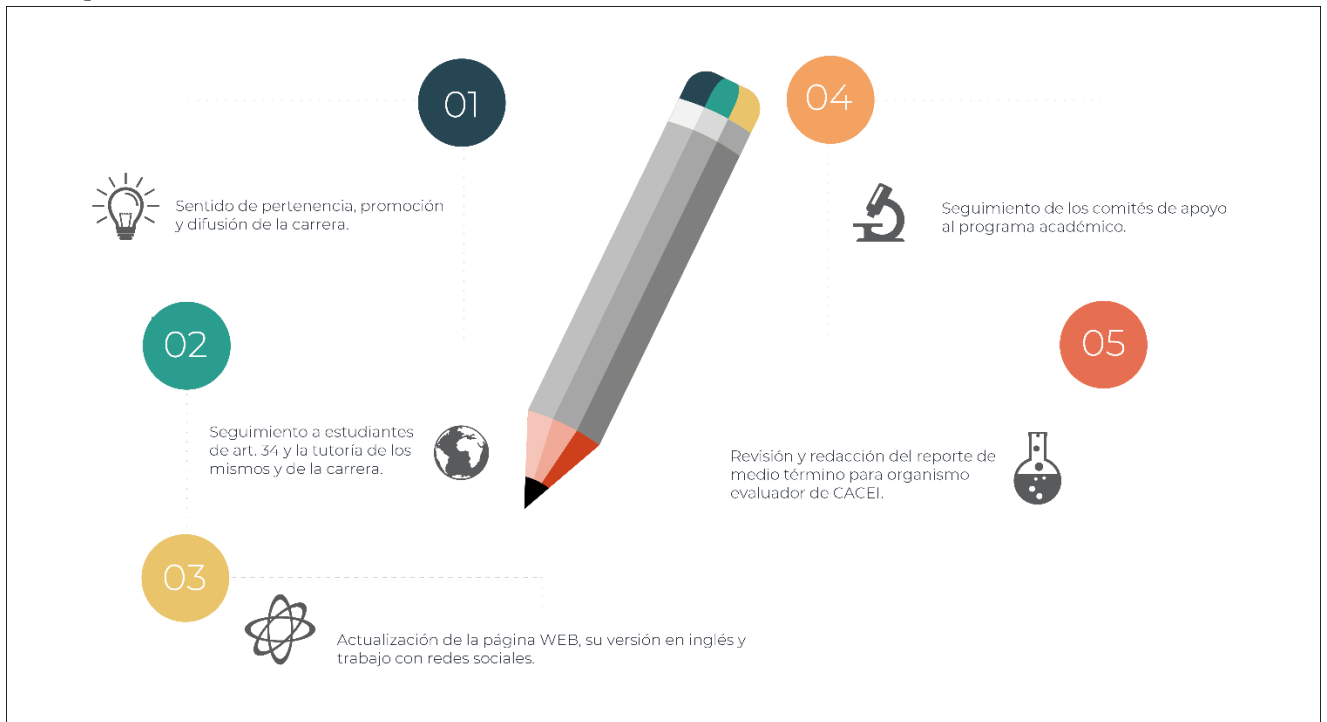 01
Sentido de pertenencia, promoción
y difusión de la carrera.
02
Seguimiento a estudiantes
de art. 34 y la tutoría de los
mismos y de la carrera.
03
Actualización de la página WEB, su versión en inglés y
trabajo con redes sociales.
04
Seguimiento de los comités de apoyo
al programa académico.
05
Revisión y redacción del reporte de
medio término para organismo
evaluador de CACEI.